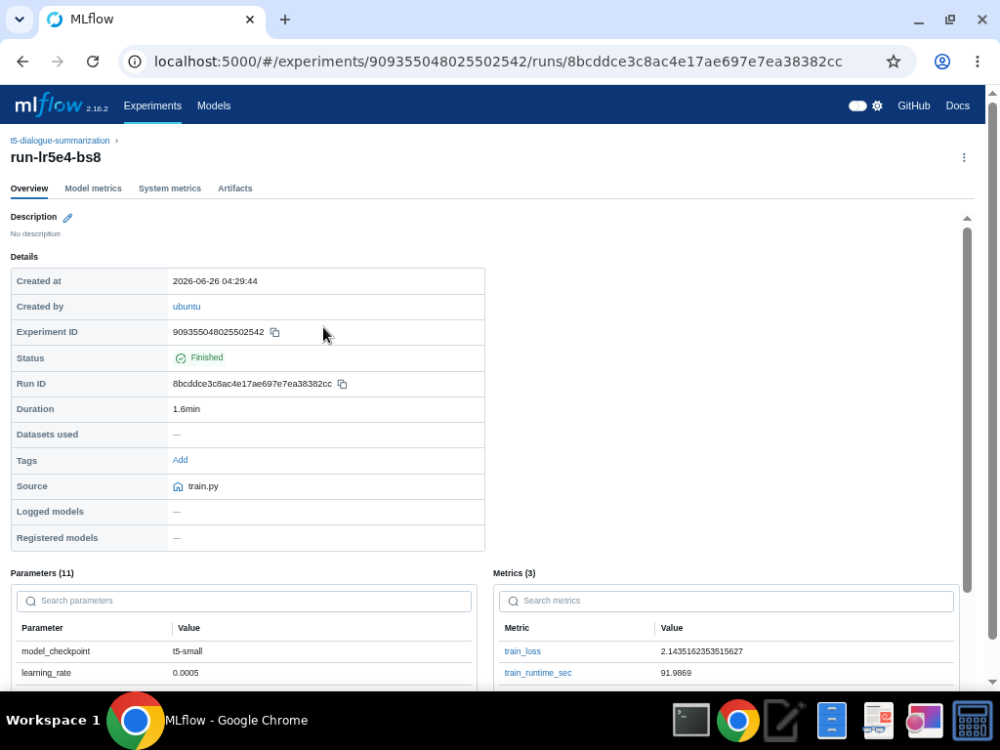 MLflow
localhost:5000/#/experiments/909355048025502542/runs/8bcddce3c8ac4e17ae697e7ea38382cc
mlflow 2.16.2 Experiments Models GitHub Docs
t5-dialogue-summarization ›
run-lr5e4-bs8
Overview Model metrics System metrics Artifacts
Description
No description
Details
Created at 2026-06-26 04:29:44
Created by ubuntu
Experiment ID 909355048025502542
Status Finished
Run ID 8bcddce3c8ac4e17ae697e7ea38382cc
Duration 1.6min
Datasets used —
Tags Add
Source train.py
Logged models —
Registered models —
Parameters (11) Metrics (3)
Search parameters Search metrics
Parameter Value Metric Value
model_checkpoint t5-small train_loss 2.1435162353515627
learning_rate 0.0005 train_runtime_sec 91.9869
Workspace 1 MLflow - Google Chrome